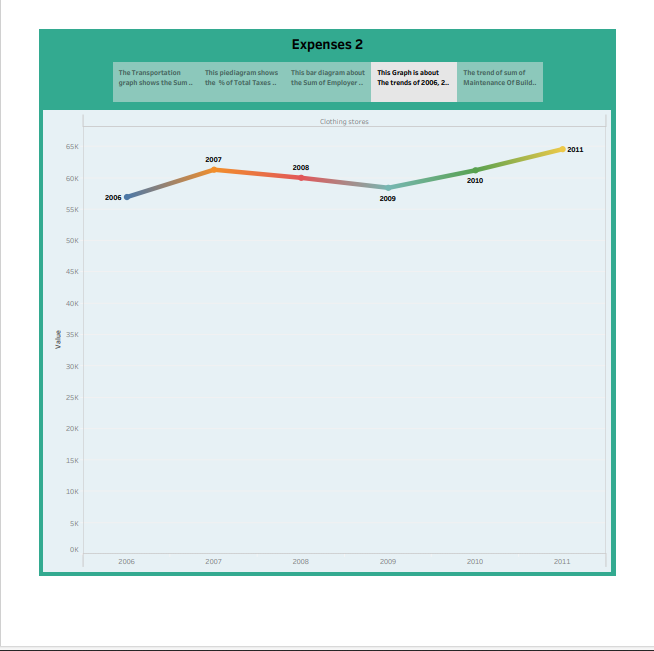 Expenses 2
The Transportation
graph shows the Sum ..
This piediagram shows
the  % of Total Taxes ..
This bar diagram about
the Sum of Employer ..
This Graph is about
The trends of 2006, 2..
The trend of sum of
Maintenance Of Build..
Clothing stores
65K
60K
55K
50K
45K
40K
35K
30K
25K
20K
15K
10K
5K
0K
Value
2006
2007
2008
2009
2010
2011
2006
2007
2008
2009
2010
2011